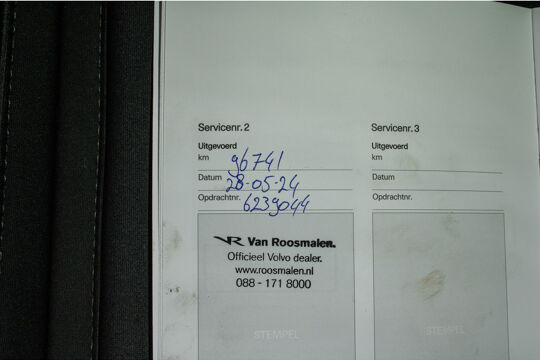 Servicenr. 2
Uitgevoerd
km 96741
Datum 28-05-24
Opdrachtnr. 6239044
VR Van Roosmalen.
Officieel Volvo dealer.
www.roosmalen.nl
088 - 171 8000
STEMPEL
Servicenr. 3
Uitgevoerd
km
Datum
Opdrachtnr.
STEMPEL